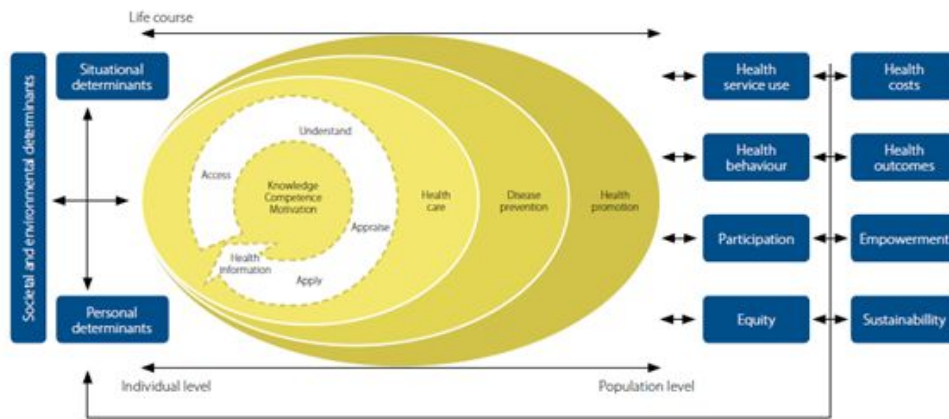 Life course
Societal and environmental determinants
Situational
determinants
Personal
determinants
Understand
Access
Knowledge
Competence
Motivation
Appraise
Health
information
Apply
Health
care
Disease
prevention
Health
promotion
Individual level
Population level
Health
service use
Health
costs
Health
behaviour
Health
outcomes
Participation
Empowerment
Equity
Sustainabillity